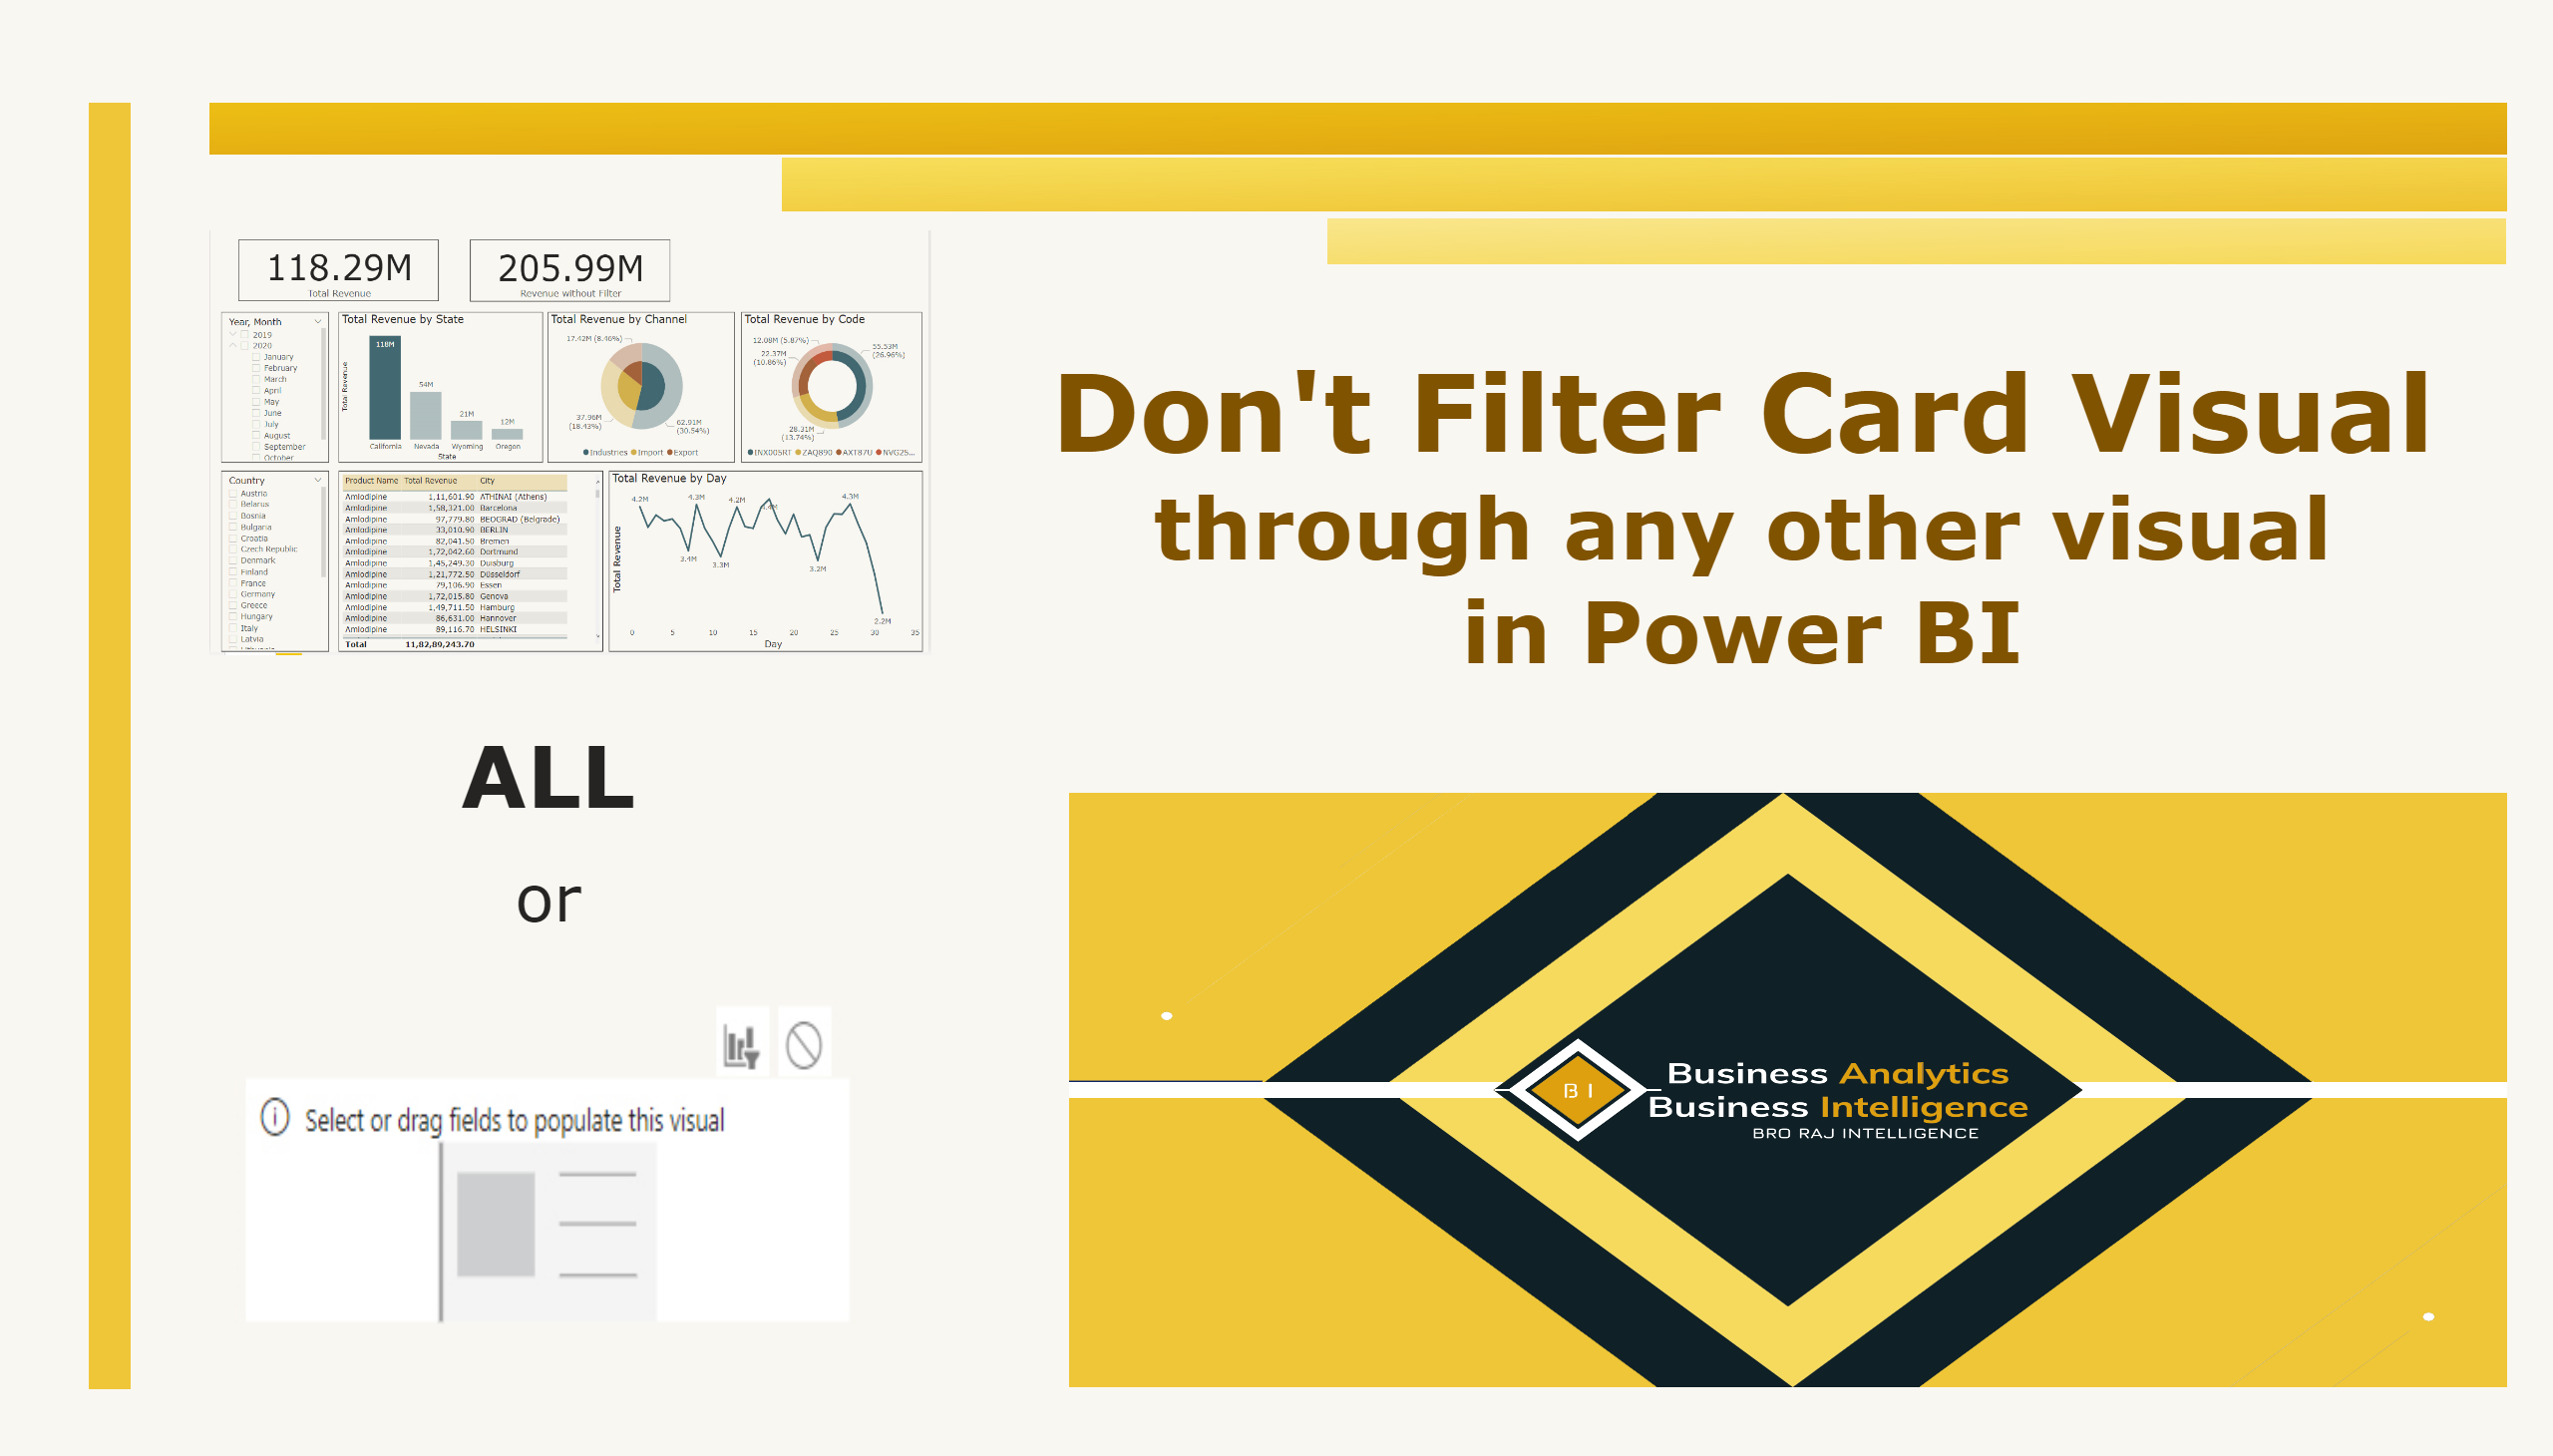 118.29M
Total Revenue
205.99M
Revenue without Filter
Year, Month
2019
2020
January
February
March
April
May
June
July
August
September
October
Total Revenue by State
Total Revenue
118M
54M
21M
12M
California Nevada Wyoming Oregon
State
Total Revenue by Channel
17.42M (8.46%)
37.96M
(18.43%)
62.91M
(30.54%)
Industries Import Export
Total Revenue by Code
12.08M (5.87%)
22.37M
(10.86%)
55.53M
(26.96%)
28.31M
(13.74%)
INX005RT ZAQ890 AXT87U NVG25...
Country
Austria
Belarus
Bosnia
Bulgaria
Croatia
Czech Republic
Denmark
Finland
France
Germany
Greece
Hungary
Italy
Latvia
Product Name Total Revenue City
Amlodipine 1,11,601.90 ATHINAI (Athens)
Amlodipine 1,58,321.00 Barcelona
Amlodipine 97,779.80 BEOGRAD (Belgrade)
Amlodipine 33,010.90 BERLIN
Amlodipine 82,041.50 Bremen
Amlodipine 1,72,042.60 Dortmund
Amlodipine 1,45,249.30 Duisburg
Amlodipine 1,21,772.50 Düsseldorf
Amlodipine 79,106.90 Essen
Amlodipine 1,72,015.80 Genova
Amlodipine 1,49,711.50 Hamburg
Amlodipine 86,631.00 Hannover
Amlodipine 89,116.70 HELSINKI
Total 11,82,89,243.70
Total Revenue by Day
Total Revenue
4.2M
4.3M
4.2M
4.3M
3.4M
3.3M
3.2M
2.2M
0 5 10 15 20 25 30 35
Day
Don't Filter Card Visual
through any other visual
in Power BI
ALL
or
Select or drag fields to populate this visual
B I
Business Analytics
Business Intelligence
BRO RAJ INTELLIGENCE